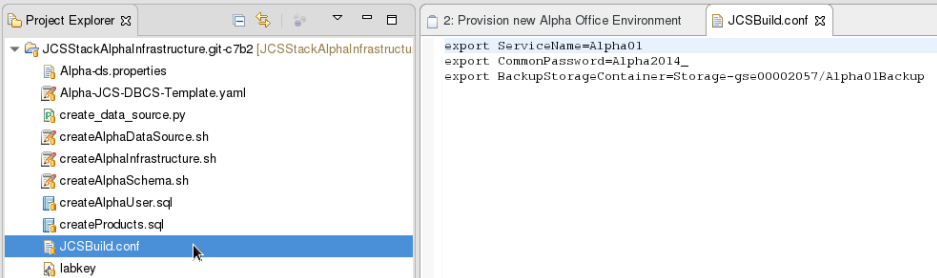 Project Explorer
JCSStackAlphaInfrastructure.git-c7b2 [JCSStackAlphaInfrastructu
Alpha-ds.properties
Alpha-JCS-DBCS-Template.yaml
create_data_source.py
createAlphaDataSource.sh
createAlphaInfrastructure.sh
createAlphaSchema.sh
createAlphaUser.sql
createProducts.sql
JCSBuild.conf
labkey
2: Provision new Alpha Office Environment
JCSBuild.conf
export ServiceName=Alpha01
export CommonPassword=Alpha2014_
export BackupStorageContainer=Storage-gse00002057/Alpha01Backup